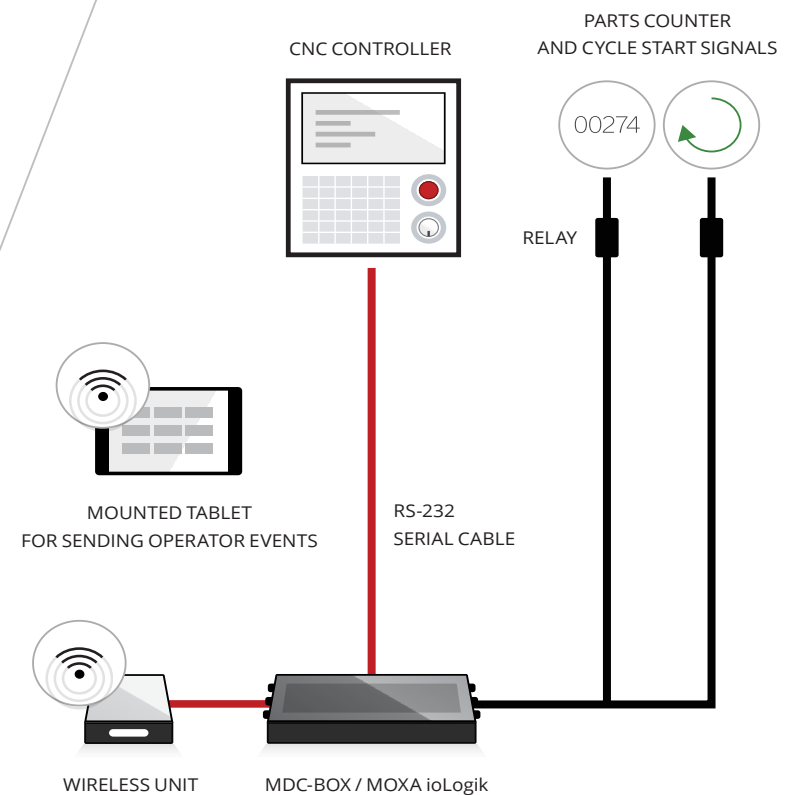 PARTS COUNTER
AND CYCLE START SIGNALS
CNC CONTROLLER
00274
RELAY
MOUNTED TABLET
FOR SENDING OPERATOR EVENTS
RS-232
SERIAL CABLE
WIRELESS UNIT
MDC-BOX / MOXA ioLogik